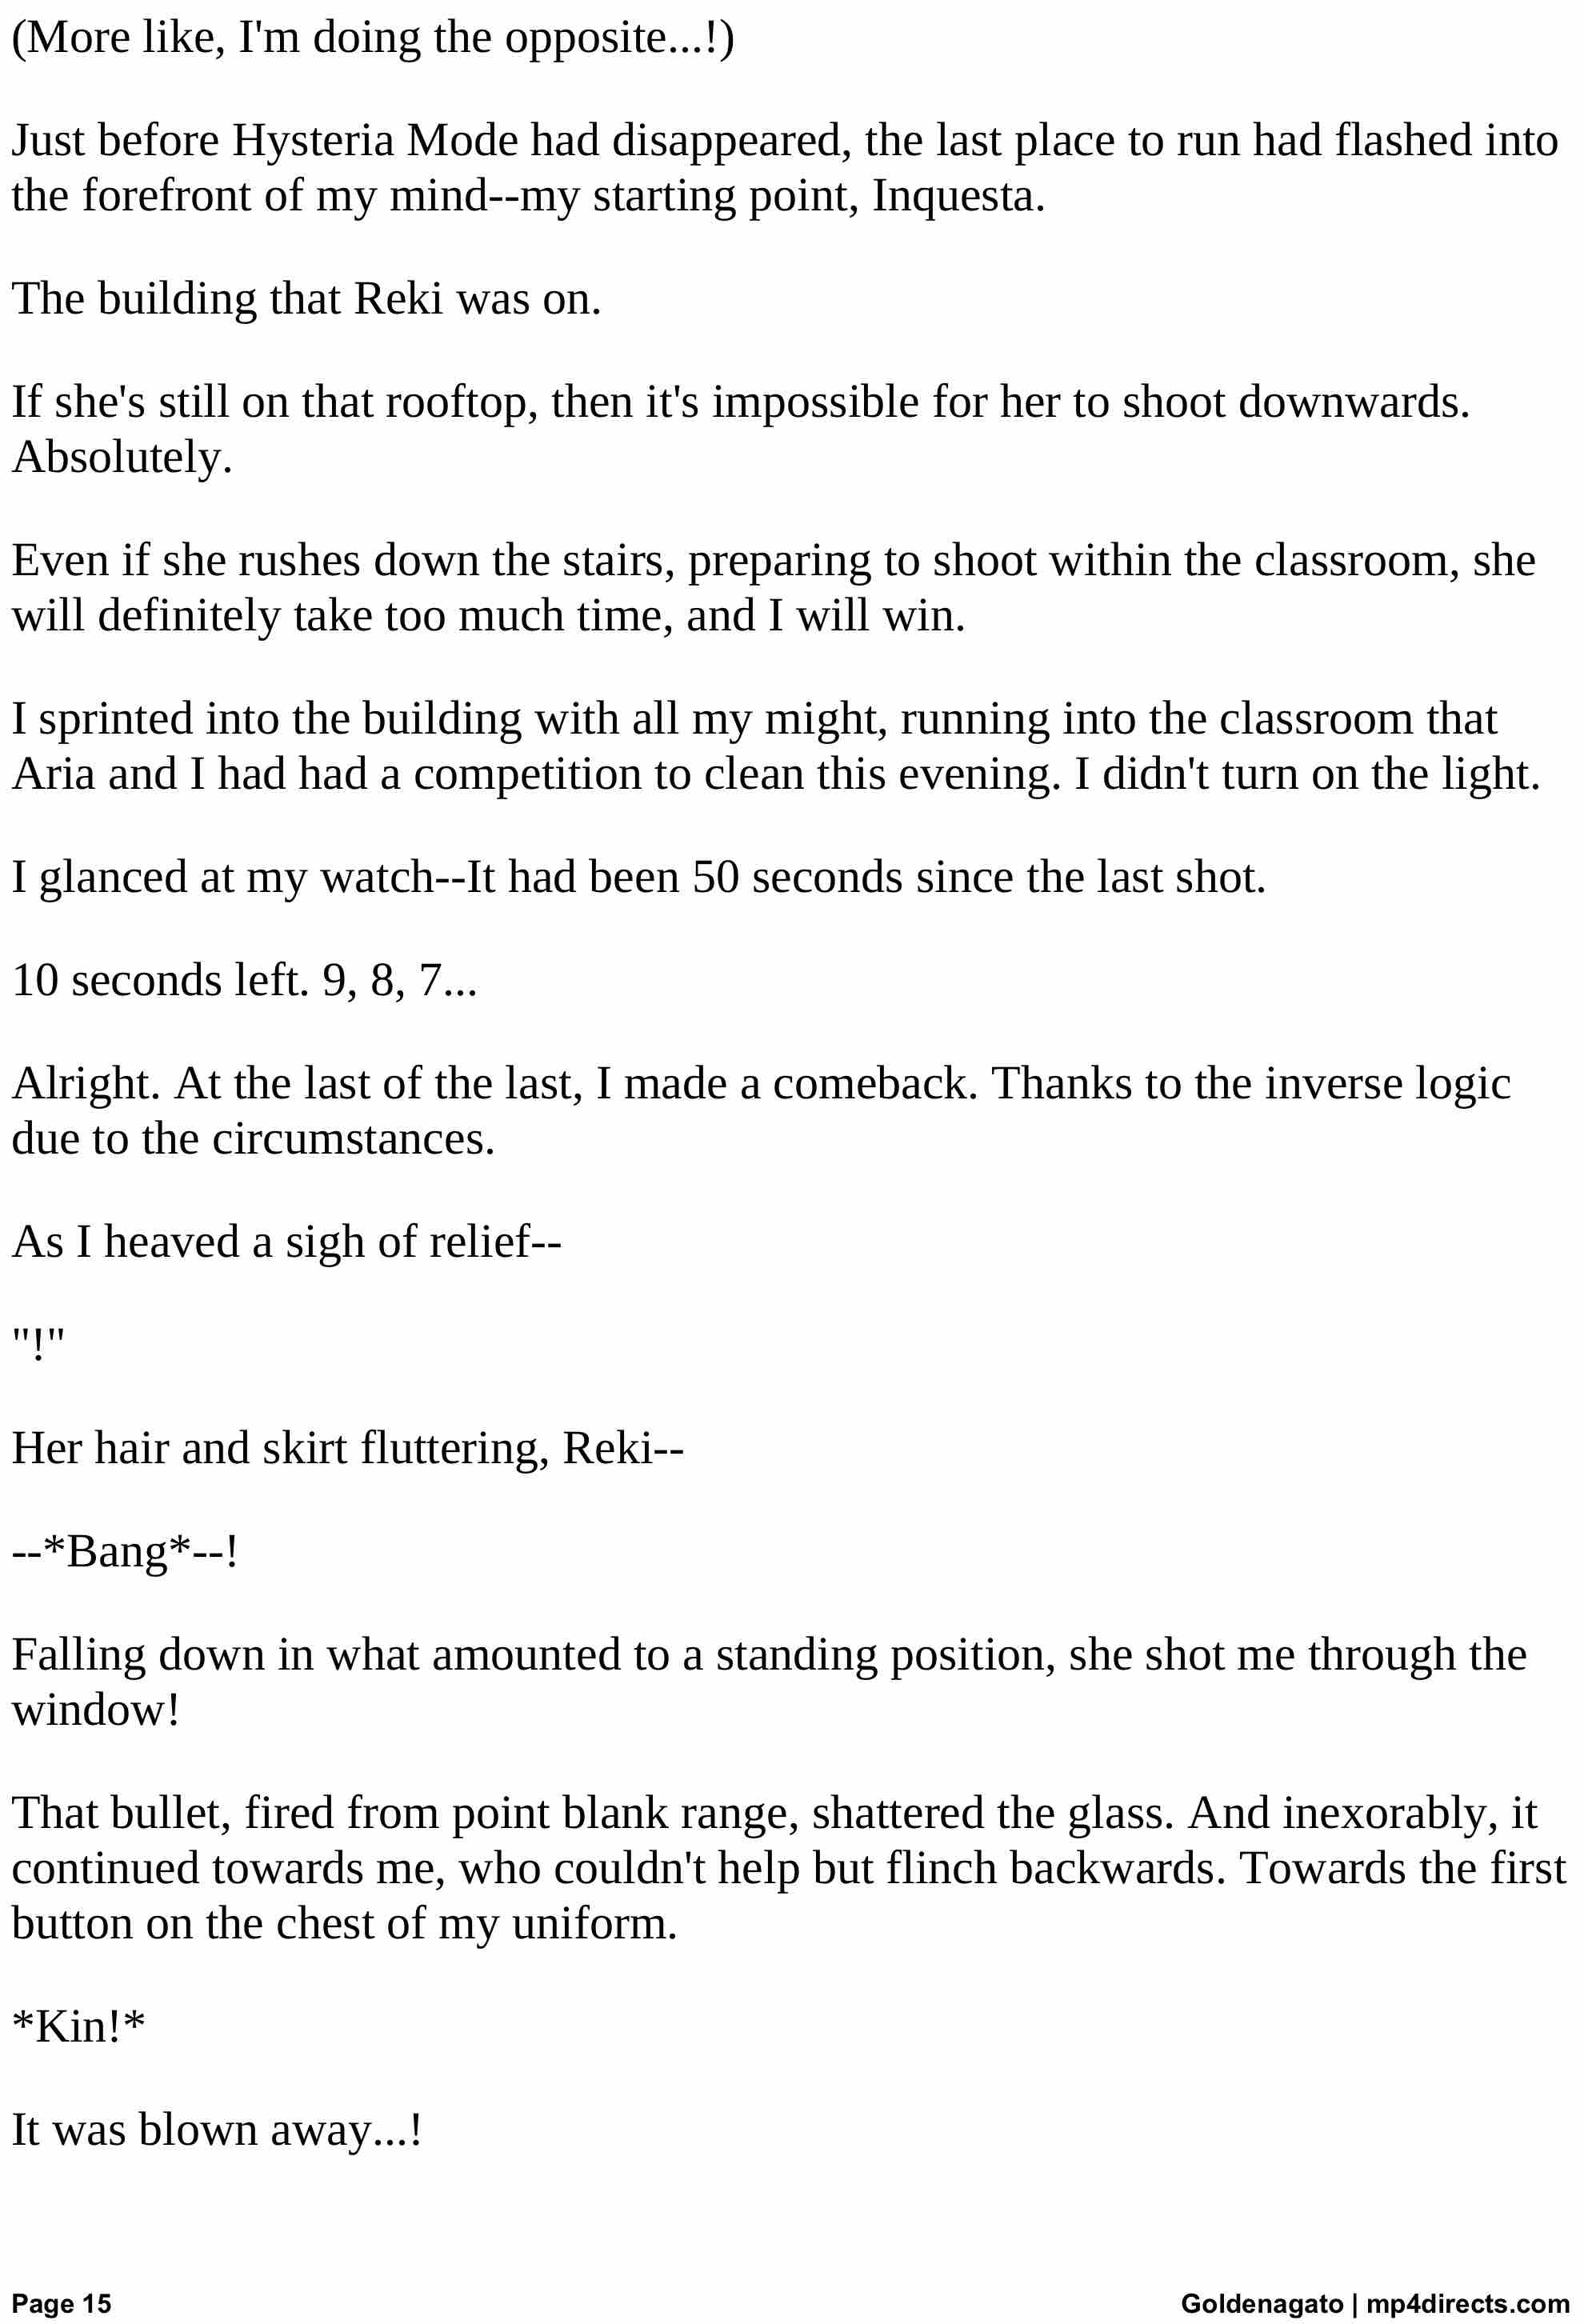 (More like, I'm doing the opposite...!)
Just before Hysteria Mode had disappeared, the last place to run had flashed into
the forefront of my mind--my starting point, Inquesta.
The building that Reki was on.
If she's still on that rooftop, then it's impossible for her to shoot downwards.
Absolutely.
Even if she rushes down the stairs, preparing to shoot within the classroom, she
will definitely take too much time, and I will win.
I sprinted into the building with all my might, running into the classroom that
Aria and I had had a competition to clean this evening. I didn't turn on the light.
I glanced at my watch--It had been 50 seconds since the last shot.
10 seconds left. 9, 8, 7...
Alright. At the last of the last, I made a comeback. Thanks to the inverse logic
due to the circumstances.
As I heaved a sigh of relief--
"!"
Her hair and skirt fluttering, Reki--
--*Bang*--!
Falling down in what amounted to a standing position, she shot me through the
window!
That bullet, fired from point blank range, shattered the glass. And inexorably, it
continued towards me, who couldn't help but flinch backwards. Towards the first
button on the chest of my uniform.
*Kin!*
It was blown away...!
Page 15
Goldenagato | mp4directs.com